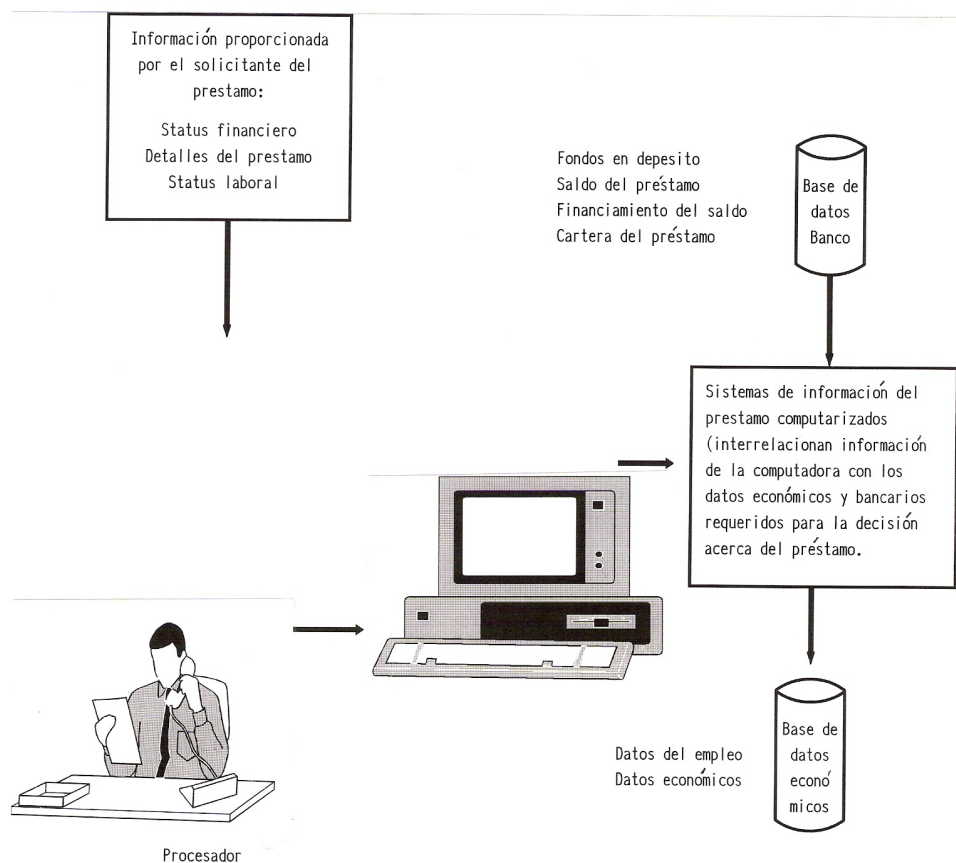 Información proporcionada
por el solicitante del
prestamo:
Status financiero
Detalles del prestamo
Status laboral
Fondos en deposito
Saldo del préstamo
Financiamiento del saldo
Cartera del préstamo
Base de
datos
Banco
Sistemas de información del
prestamo computarizados
(interrelacionan información
de la computadora con los
datos económicos y bancarios
requeridos para la decisión
acerca del préstamo.
Datos del empleo
Datos económicos
Base de
datos
econó
micos
Procesador